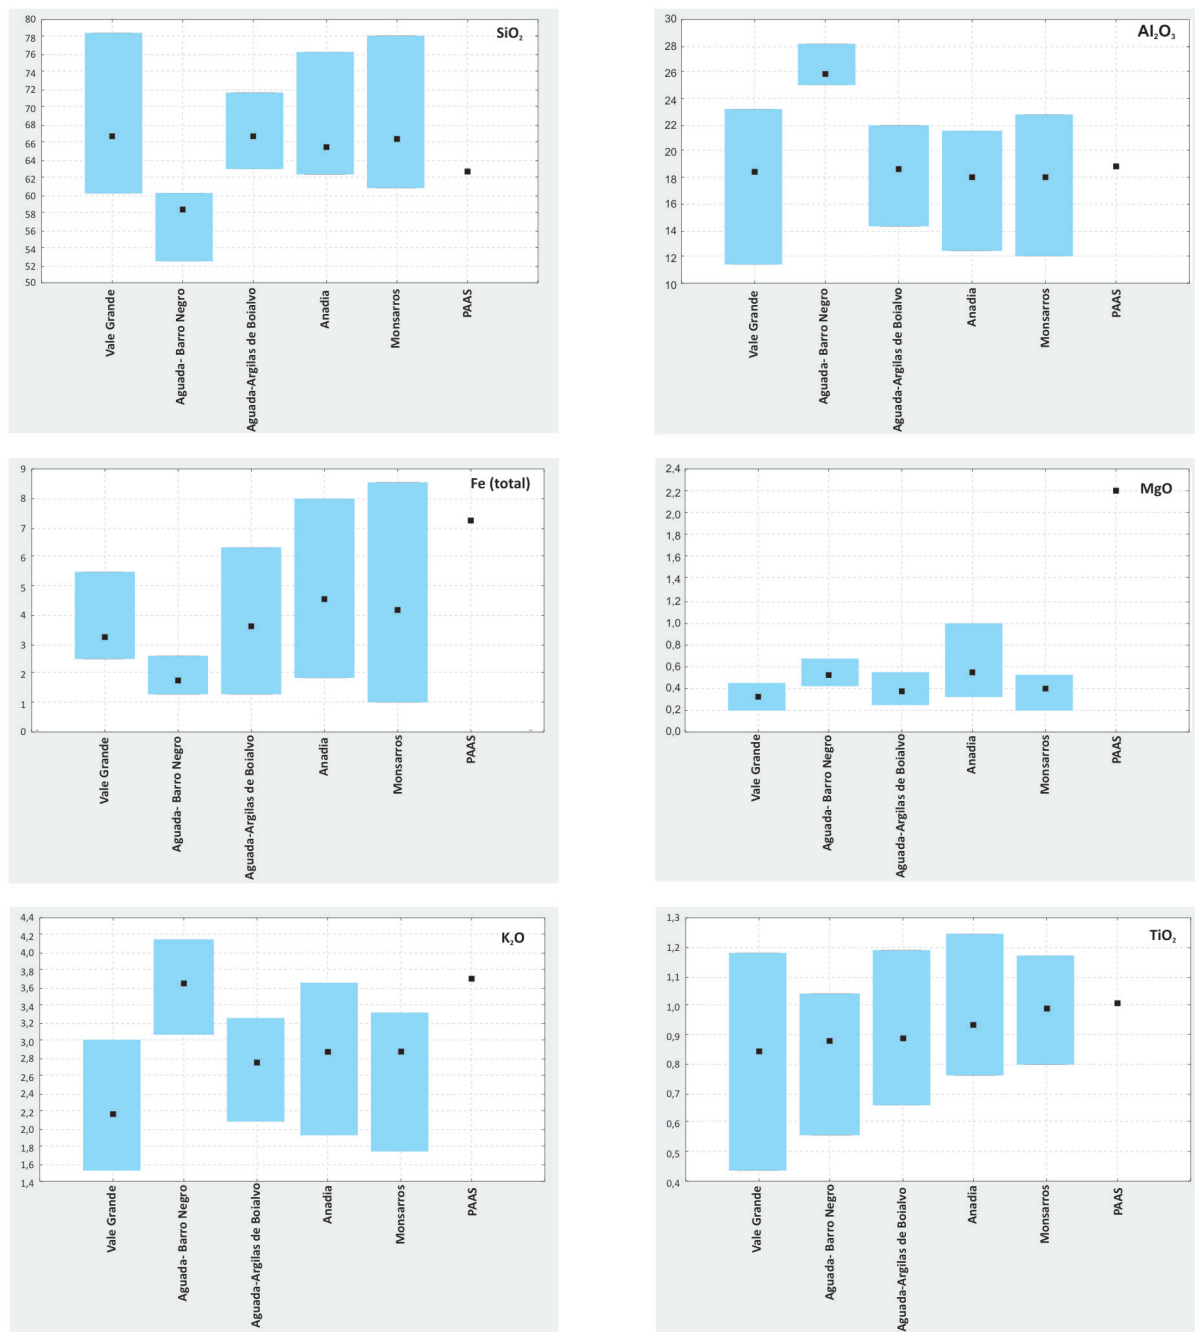 SiO₂
80
78
76
74
72
70
68
66
64
62
60
58
56
54
52
50
Vale Grande
Aguada- Barro Negro
Aguada-Argilas de Boialvo
Anadia
Monsarros
PAAS
Al₂O₃
30
28
26
24
22
20
18
16
14
12
10
Vale Grande
Aguada- Barro Negro
Aguada-Argilas de Boialvo
Anadia
Monsarros
PAAS
Fe (total)
9
8
7
6
5
4
3
2
1
0
Vale Grande
Aguada- Barro Negro
Aguada-Argilas de Boialvo
Anadia
Monsarros
PAAS
MgO
2,4
2,2
2,0
1,8
1,6
1,4
1,2
1,0
0,8
0,6
0,4
0,2
0,0
Vale Grande
Aguada- Barro Negro
Aguada-Argilas de Boialvo
Anadia
Monsarros
PAAS
K₂O
4,4
4,2
4,0
3,8
3,4
3,2
3,0
2,8
2,6
2,4
2,2
2,0
1,8
1,6
1,4
Vale Grande
Aguada- Barro Negro
Aguada-Argilas de Boialvo
Anadia
Monsarros
PAAS
TiO₂
1,3
1,2
1,1
1,0
0,9
0,8
0,7
0,6
0,5
0,4
Vale Grande
Aguada- Barro Negro
Aguada-Argilas de Boialvo
Anadia
Monsarros
PAAS